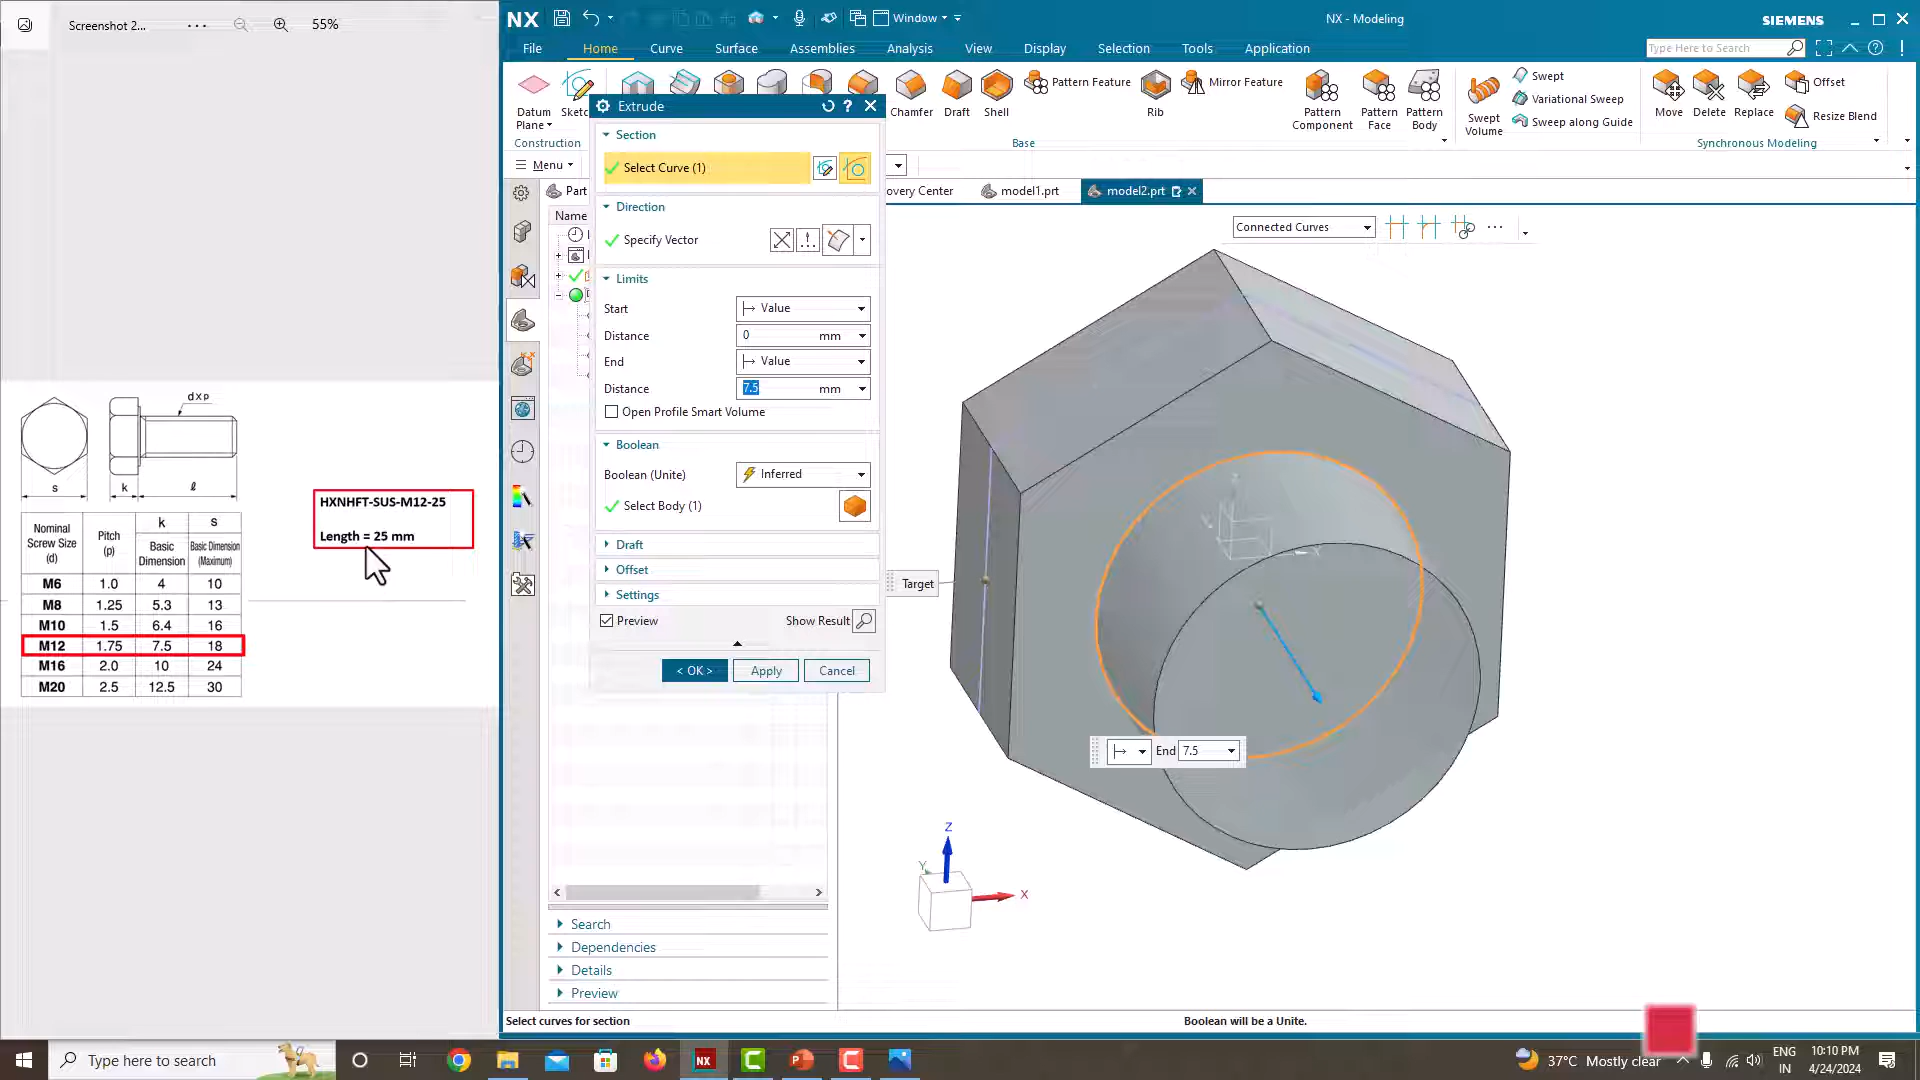 Screenshot 2...
55%
NX
Window
NX - Modeling
SIEMENS
File
Home
Curve
Surface
Assemblies
Analysis
View
Display
Selection
Tools
Application
Type Here to Search
Datum
Plane
Sketc
Construction
Chamfer
Draft
Shell
Pattern Feature
Rib
Mirror Feature
Pattern
Component
Pattern
Face
Pattern
Body
Base
Swept
Volume
Swept
Variational Sweep
Sweep along Guide
Move
Delete
Replace
Offset
Resize Blend
Synchronous Modeling
Menu
Part
overy Center
model1.prt
model2.prt
Name
Extrude
Section
Select Curve (1)
Direction
Specify Vector
Limits
Start
Value
Distance
0
mm
End
Value
Distance
7.5
mm
Open Profile Smart Volume
Boolean
Boolean (Unite)
Inferred
Select Body (1)
Draft
Offset
Settings
Preview
Show Result
< OK >
Apply
Cancel
Connected Curves
Target
End
7.5
Z
Y
X
Y
d×p
s
k
ℓ
HXNHFT-SUS-M12-25
Length = 25 mm
Nominal
Screw Size
(d)
Pitch
(p)
k
s
Basic
Dimension
Basic Dimension
(Maximum)
M6 1.0 4 10
M8 1.25 5.3 13
M10 1.5 6.4 16
M12 1.75 7.5 18
M16 2.0 10 24
M20 2.5 12.5 30
Search
Dependencies
Details
Preview
Select curves for section
Boolean will be a Unite.
Type here to search
NX
37°C Mostly clear
ENG
IN
10:10 PM
4/24/2024